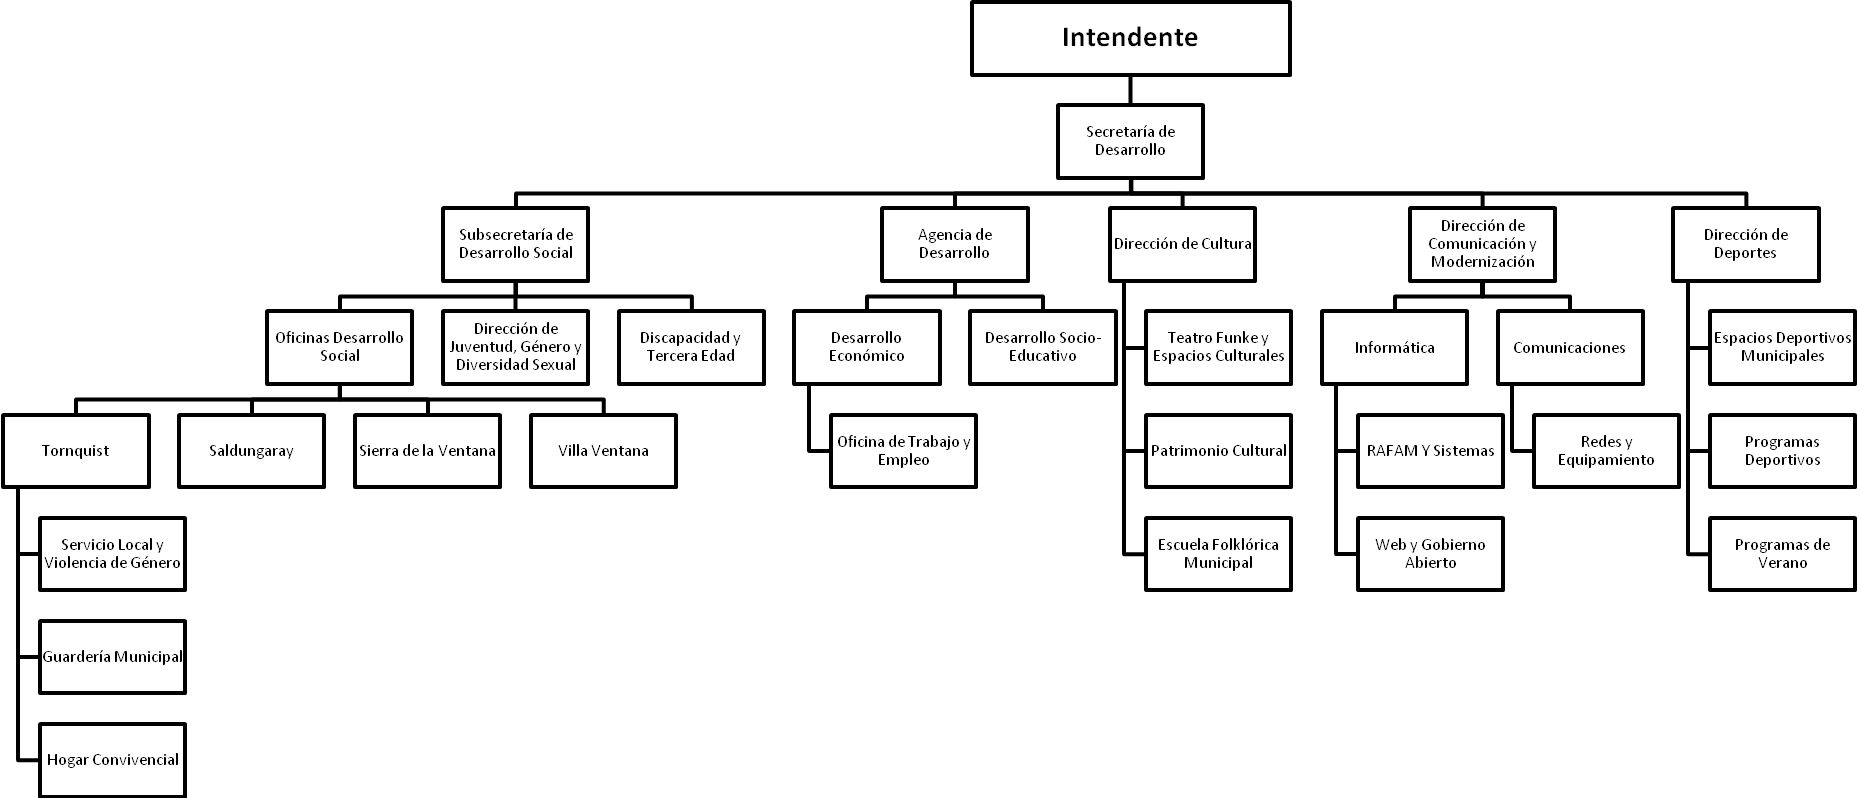 Intendente
Secretaría de
Desarrollo
Subsecretaría de
Desarrollo Social
Agencia de
Desarrollo
Dirección de Cultura
Dirección de
Comunicación y
Modernización
Dirección de
Deportes
Oficinas Desarrollo
Social
Dirección de
Juventud, Género y
Diversidad Sexual
Discapacidad y
Tercera Edad
Desarrollo
Económico
Desarrollo Socio-
Educativo
Teatro Funke y
Espacios Culturales
Informática
Comunicaciones
Espacios Deportivos
Municipales
Tornquist
Saldungaray
Sierra de la Ventana
Villa Ventana
Oficina de Trabajo y
Empleo
Patrimonio Cultural
RAFAM Y Sistemas
Redes y
Equipamiento
Programas
Deportivos
Servicio Local y
Violencia de Género
Escuela Folklórica
Municipal
Web y Gobierno
Abierto
Programas de
Verano
Guardería Municipal
Hogar Convivencial